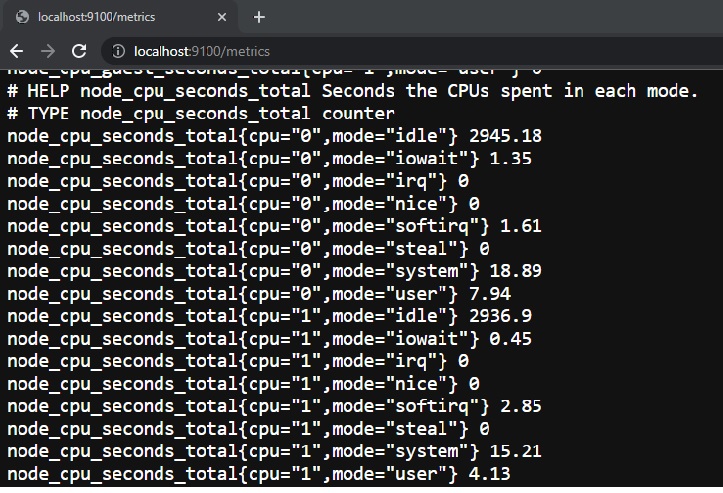 localhost:9100/metrics
localhost:9100/metrics
node_cpu_guest_seconds_total{cpu="1",mode="user"} 0
# HELP node_cpu_seconds_total Seconds the CPUs spent in each mode.
# TYPE node_cpu_seconds_total counter
node_cpu_seconds_total{cpu="0",mode="idle"} 2945.18
node_cpu_seconds_total{cpu="0",mode="iowait"} 1.35
node_cpu_seconds_total{cpu="0",mode="irq"} 0
node_cpu_seconds_total{cpu="0",mode="nice"} 0
node_cpu_seconds_total{cpu="0",mode="softirq"} 1.61
node_cpu_seconds_total{cpu="0",mode="steal"} 0
node_cpu_seconds_total{cpu="0",mode="system"} 18.89
node_cpu_seconds_total{cpu="0",mode="user"} 7.94
node_cpu_seconds_total{cpu="1",mode="idle"} 2936.9
node_cpu_seconds_total{cpu="1",mode="iowait"} 0.45
node_cpu_seconds_total{cpu="1",mode="irq"} 0
node_cpu_seconds_total{cpu="1",mode="nice"} 0
node_cpu_seconds_total{cpu="1",mode="softirq"} 2.85
node_cpu_seconds_total{cpu="1",mode="steal"} 0
node_cpu_seconds_total{cpu="1",mode="system"} 15.21
node_cpu_seconds_total{cpu="1",mode="user"} 4.13